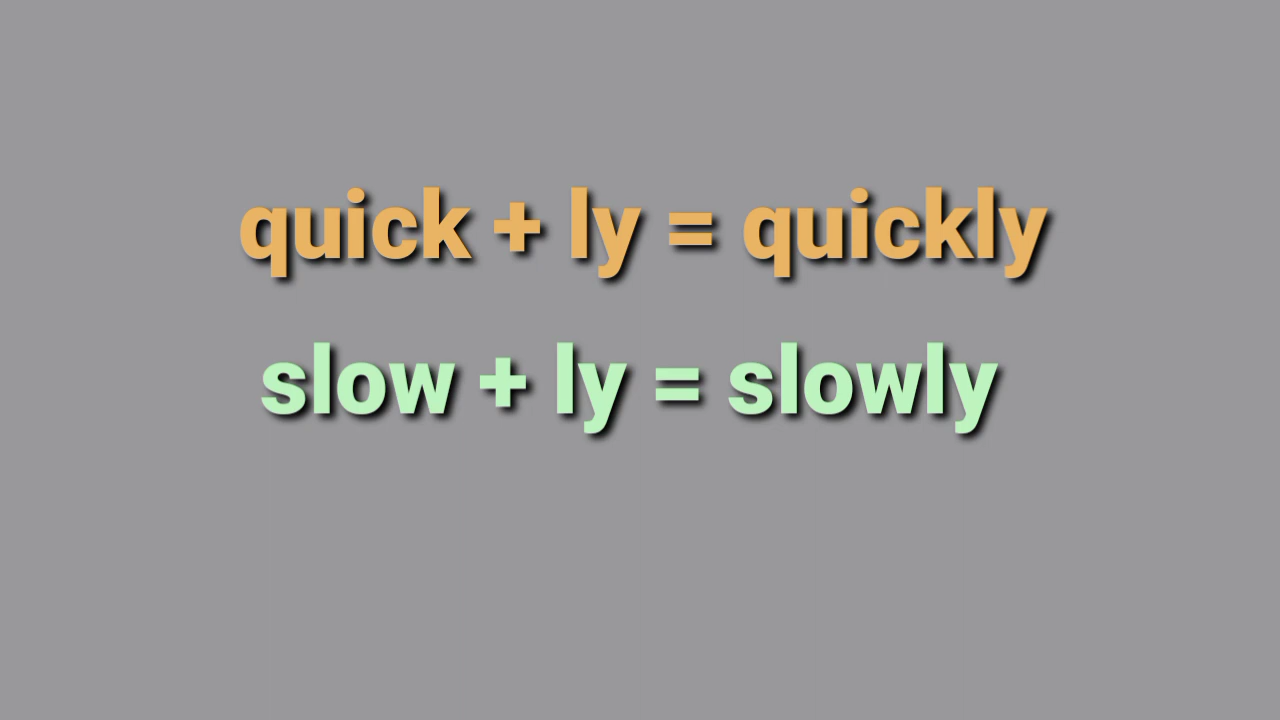 quick + ly = quickly
slow + ly = slowly